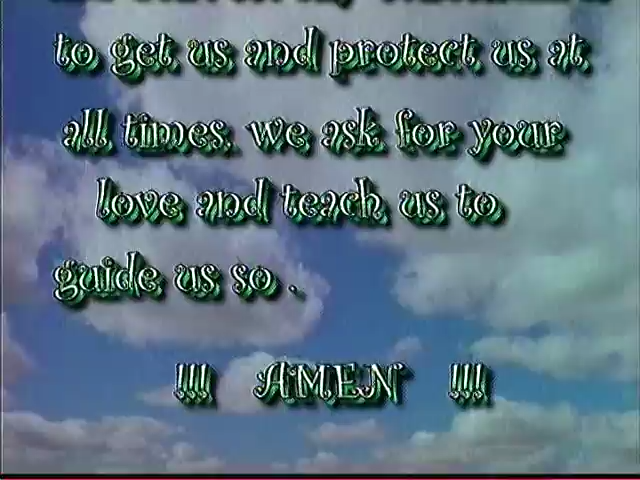 to get us and protect us at
all times. we ask for your
love and teach us to
guide us so .
!!! AMEN !!!